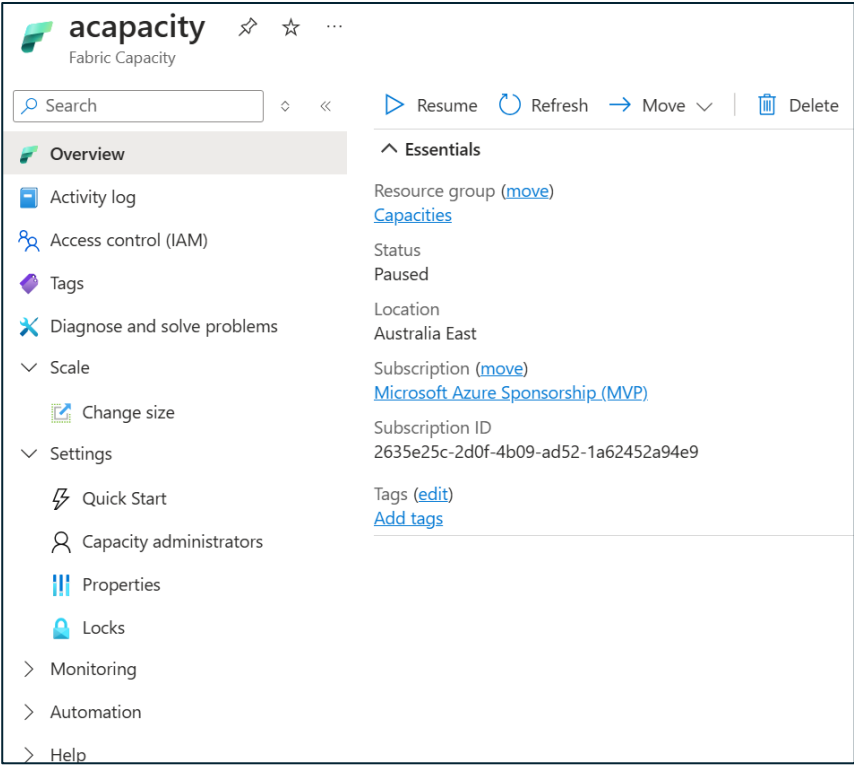 acapacity
Fabric Capacity
Search
Overview
Activity log
Access control (IAM)
Tags
Diagnose and solve problems
Scale
Change size
Settings
Quick Start
Capacity administrators
Properties
Locks
Monitoring
Automation
Help
Resume Refresh Move Delete
Essentials
Resource group (move)
Capacities
Status
Paused
Location
Australia East
Subscription (move)
Microsoft Azure Sponsorship (MVP)
Subscription ID
2635e25c-2d0f-4b09-ad52-1a62452a94e9
Tags (edit)
Add tags